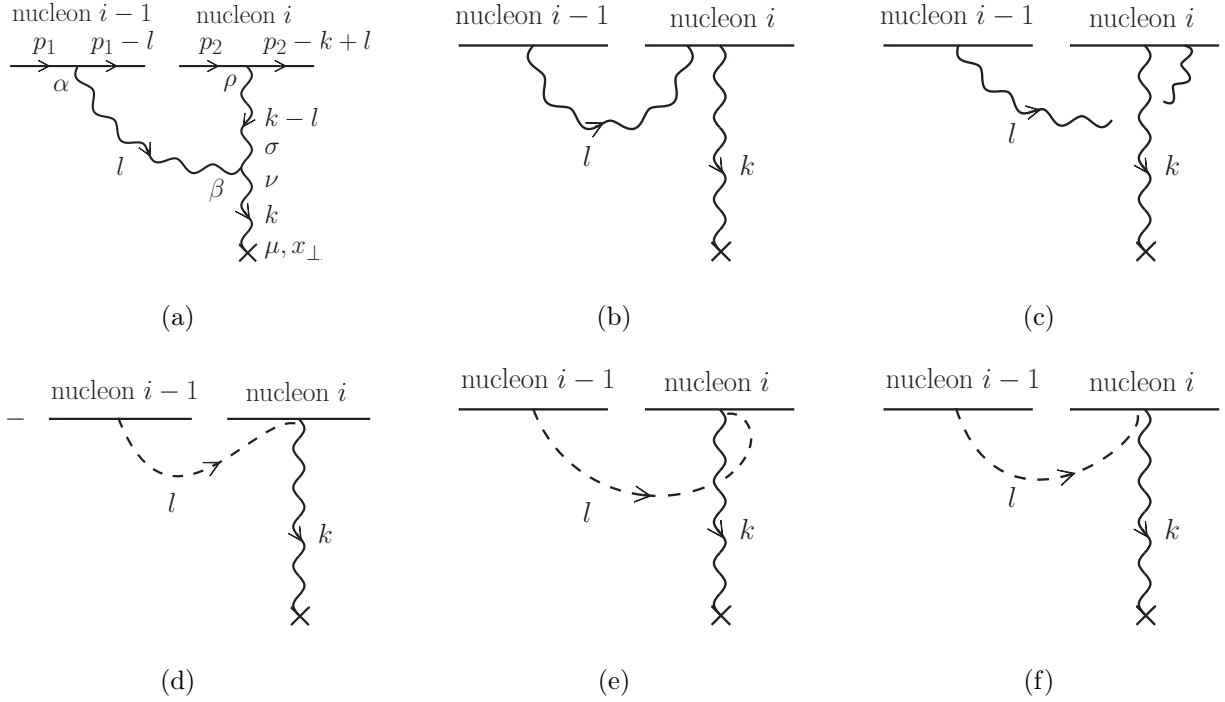 nucleon i − 1 nucleon i
p₁ p₁ − l p₂ p₂ − k + l
α ρ
k − l
σ
l
β ν
k
μ, x⊥
(a)
nucleon i − 1 nucleon i
l
k
(b)
nucleon i − 1 nucleon i
l
k
(c)
nucleon i − 1 nucleon i
−
l
k
(d)
nucleon i − 1 nucleon i
l
k
(e)
nucleon i − 1 nucleon i
l
k
(f)